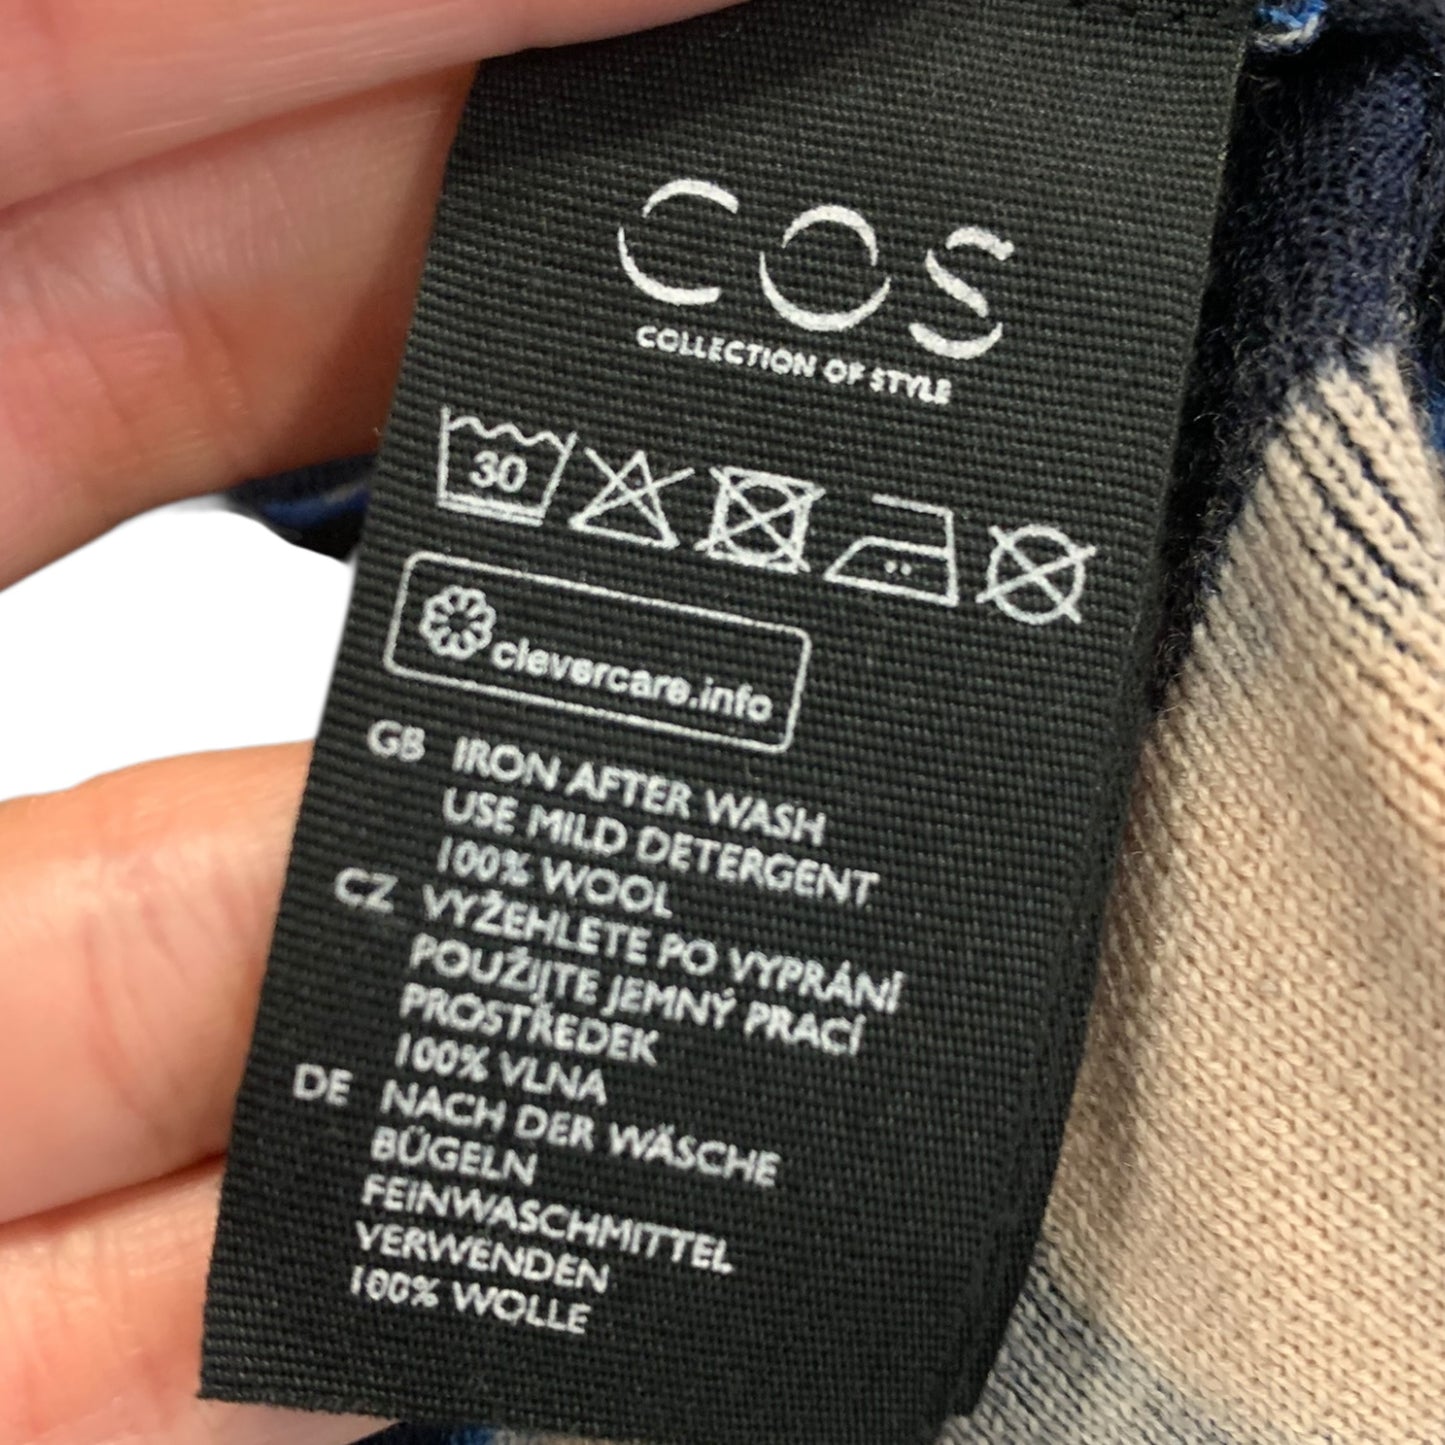 COS
COLLECTION OF STYLE
30
clevercare.info
GB IRON AFTER WASH
USE MILD DETERGENT
100% WOOL
CZ VYŽEHLETE PO VYPRÁNÍ
POUŽIJTE JEMNÝ PRACÍ
PROSTŘEDEK
100% VLNA
DE NACH DER WÄSCHE
BÜGELN
FEINWASCHMITTEL
VERWENDEN
100% WOLLE